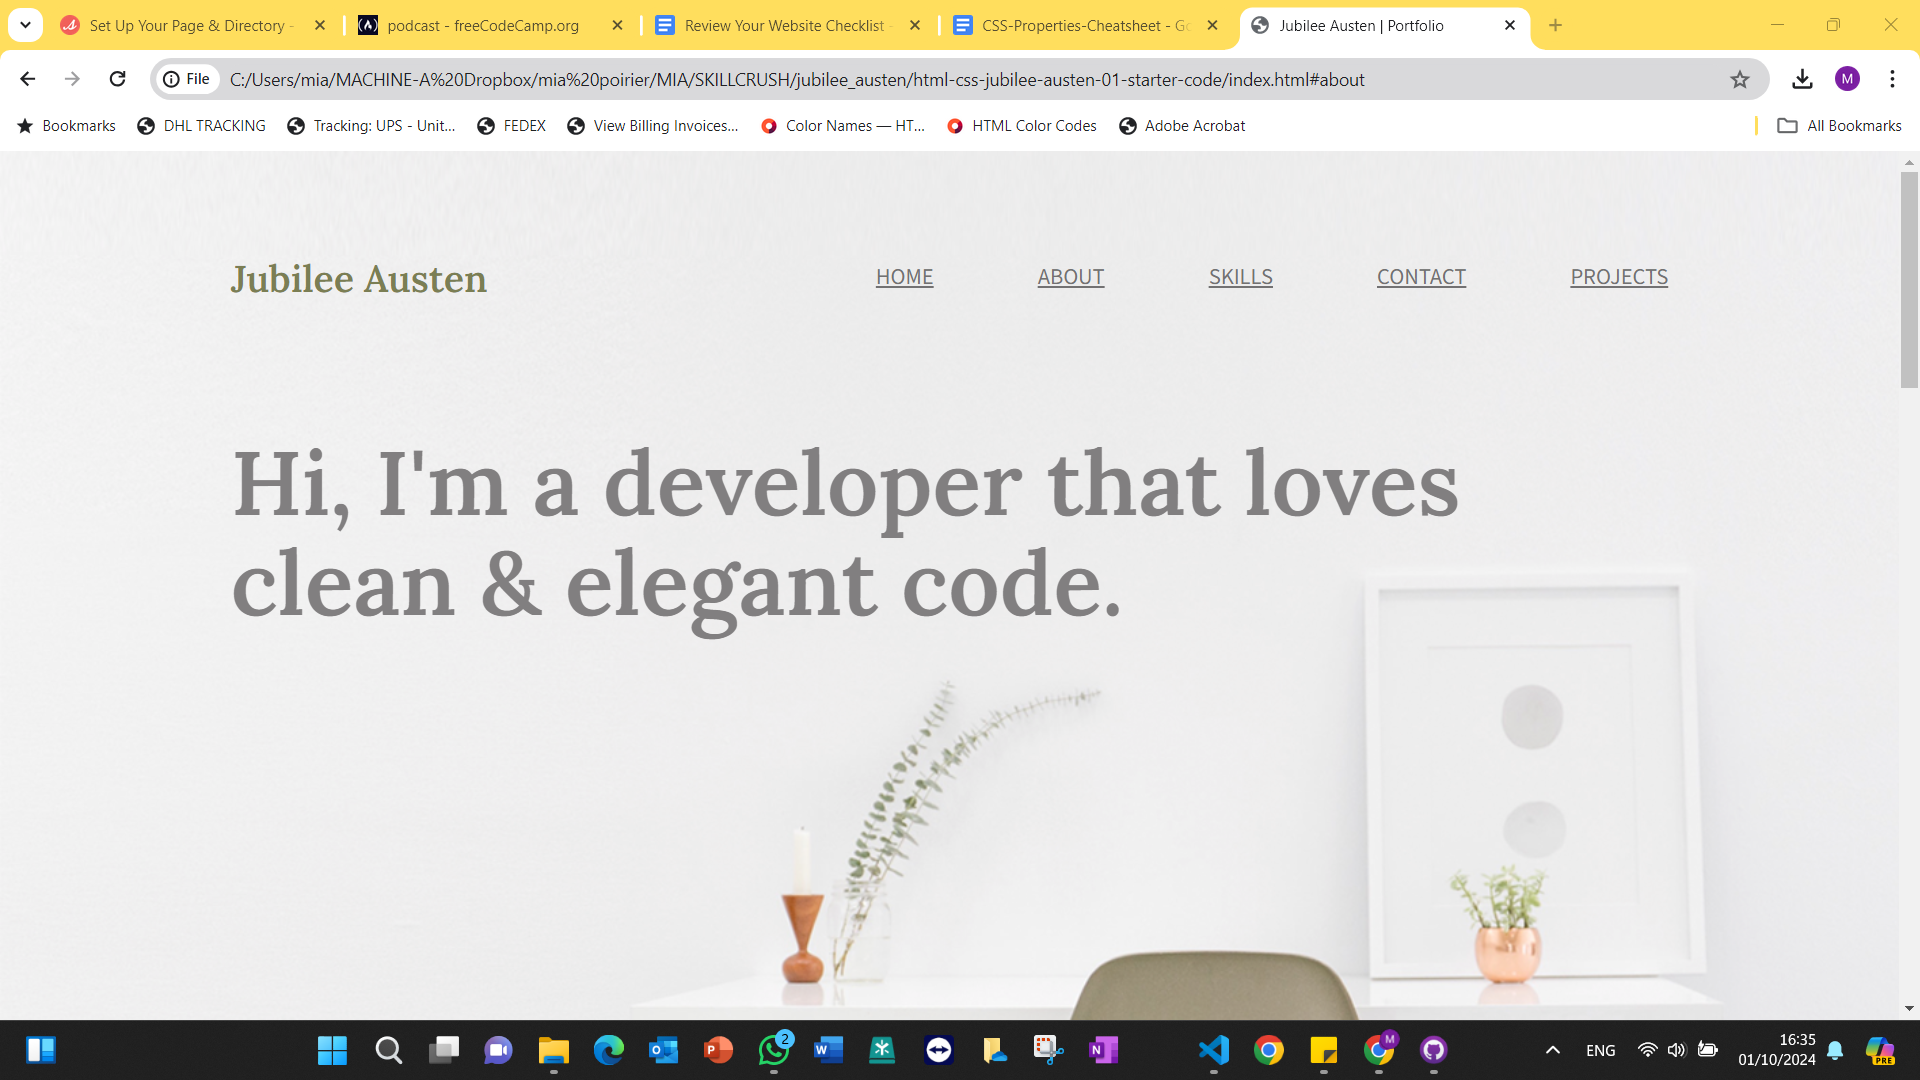 Set Up Your Page & Directory -
podcast - freeCodeCamp.org
Review Your Website Checklist -
CSS-Properties-Cheatsheet - Go
Jubilee Austen | Portfolio
File
C:/Users/mia/MACHINE-A%20Dropbox/mia%20poirier/MIA/SKILLCRUSH/jubilee_austen/html-css-jubilee-austen-01-starter-code/index.html#about
M
Bookmarks
DHL TRACKING
Tracking: UPS - Unit...
FEDEX
View Billing Invoices...
Color Names — HT...
HTML Color Codes
Adobe Acrobat
All Bookmarks
Jubilee Austen
HOME
ABOUT
SKILLS
CONTACT
PROJECTS
Hi, I'm a developer that loves
clean & elegant code.
2
M
ENG
16:35
01/10/2024
PRE